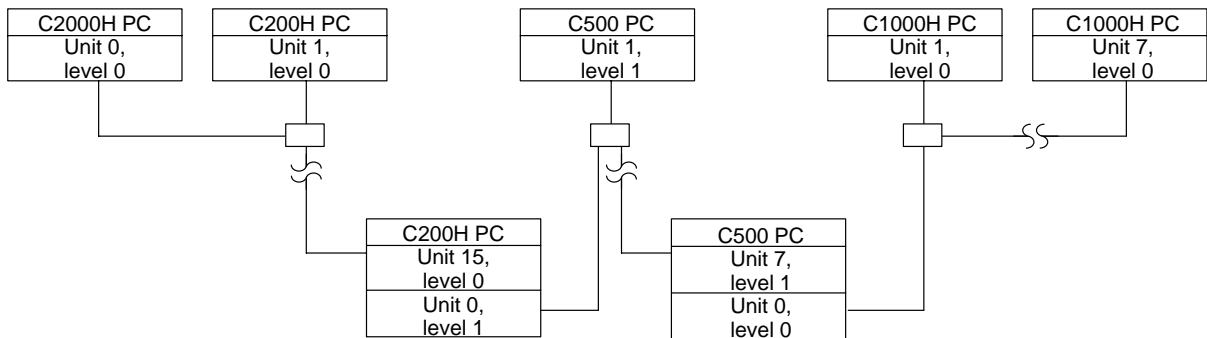 C2000H PC
Unit 0,
level 0
C200H PC
Unit 1,
level 0
C500 PC
Unit 1,
level 1
C1000H PC
Unit 1,
level 0
C1000H PC
Unit 7,
level 0
C200H PC
Unit 15,
level 0
Unit 0,
level 1
C500 PC
Unit 7,
level 1
Unit 0,
level 0